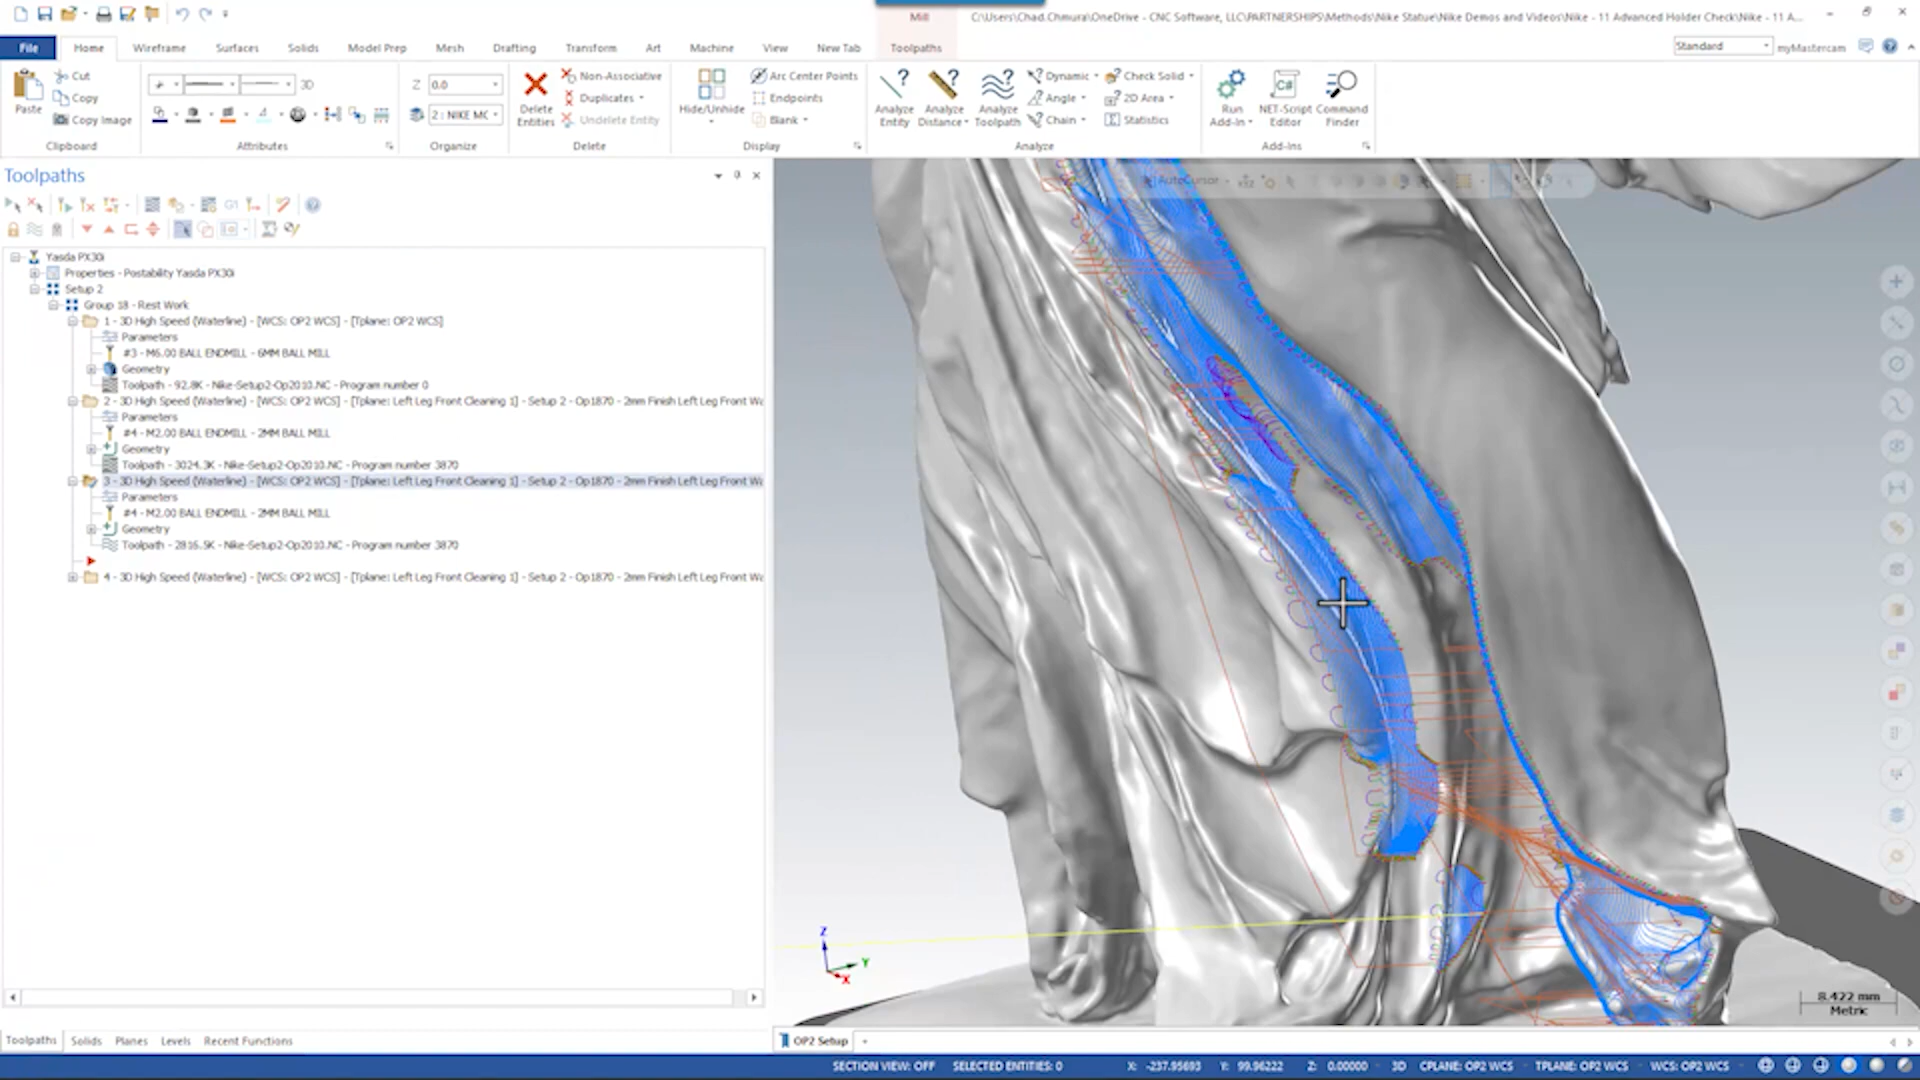 Mill
C:\Users\Chad.Chmura\OneDrive - CNC Software, LLC\PARTNERSHIPS\Methods\Nike Statue\Nike Demos and Videos\Nike - 11 Advanced Holder Check\Nike - 11 A...
File Home Wireframe Surfaces Solids Model Prep Mesh Drafting Transform Art Machine View New Tab Toolpaths
Standard myMastercam
Paste Cut Copy Copy Image
Clipboard
3D
Attributes
Z 0.0
2 : NIKE MC
Organize
Delete Entities Non-Associative Duplicates Undelete Entity
Delete
Hide/Unhide Arc Center Points Endpoints Blank
Display
Analyze Entity Analyze Distance Analyze Toolpath Dynamic Angle Chain Check Solid 2D Area Statistics
Analyze
Run Add-In NET-Script Editor Command Finder
Add-Ins
Toolpaths
G1
AutoCursor
Yasda PX30i
Properties - Postability Yasda PX30i
Setup 2
Group 18 - Rest Work
1 - 3D High Speed (Waterline) - [WCS: OP2 WCS] - [Tplane: OP2 WCS]
Parameters
#3 - M6.00 BALL ENDMILL - 6MM BALL MILL
Geometry
Toolpath - 92.8K - Nike-Setup2-Op2010.NC - Program number 0
2 - 3D High Speed (Waterline) - [WCS: OP2 WCS] - [Tplane: Left Leg Front Cleaning 1] - Setup 2 - Op1870 - 2mm Finish Left Leg Front Wa
Parameters
#4 - M2.00 BALL ENDMILL - 2MM BALL MILL
Geometry
Toolpath - 3024.3K - Nike-Setup2-Op2010.NC - Program number 3870
3 - 3D High Speed (Waterline) - [WCS: OP2 WCS] - [Tplane: Left Leg Front Cleaning 1] - Setup 2 - Op1870 - 2mm Finish Left Leg Front Wa
Parameters
#4 - M2.00 BALL ENDMILL - 2MM BALL MILL
Geometry
Toolpath - 2816.5K - Nike-Setup2-Op2010.NC - Program number 3870
4 - 3D High Speed (Waterline) - [WCS: OP2 WCS] - [Tplane: Left Leg Front Cleaning 1] - Setup 2 - Op1870 - 2mm Finish Left Leg Front Wa
Z
Y
X
8.422 mm
Metric
Toolpaths Solids Planes Levels Recent Functions
OP2 Setup
SECTION VIEW: OFF SELECTED ENTITIES: 0 X: -237.95693 Y: 99.96222 Z: 0.00000 3D CPLANE: OP2 WCS TPLANE: OP2 WCS WCS: OP2 WCS